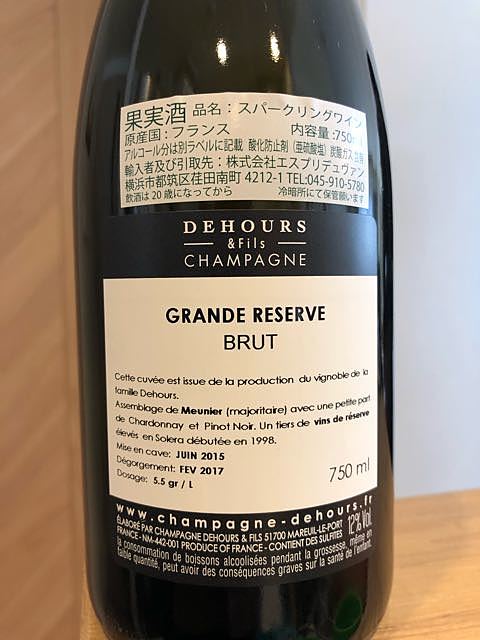 果実酒 品名：スパークリングワイン
原産国：フランス 内容量：750ml
アルコール分は別ラベルに記載 酸化防止剤（亜硫酸塩）炭酸ガス含有
輸入者及び引取先：株式会社エスプリデュヴァン
横浜市都筑区荏田南町 4212-1 TEL:045-910-5780
飲酒は20歳になってから 冷暗所にて保管願います
DEHOURS
& Fils
CHAMPAGNE
GRANDE RESERVE
BRUT
Cette cuvée est issue de la production du vignoble de la
famille Dehours.
Assemblage de Meunier (majoritaire) avec une petite part
de Chardonnay et Pinot Noir. Un tiers de vins de réserve
élevés en Solera débutée en 1998.
Mise en cave: JUIN 2015
Dégorgement: FEV 2017
Dosage: 5.5 gr / L
750 ml
www.champagne-dehours.fr
ÉLABORÉ PAR CHAMPAGNE DEHOURS & FILS 51700 MAREUIL-LE-PORT
FRANCE - NM-442-001 PRODUCE OF FRANCE - CONTIENT DES SULFITES 12% Vol.
la consommation de boissons alcoolisées pendant la grossesse, même en
faible quantité, peut avoir des conséquences graves sur la santé de l'enfant.